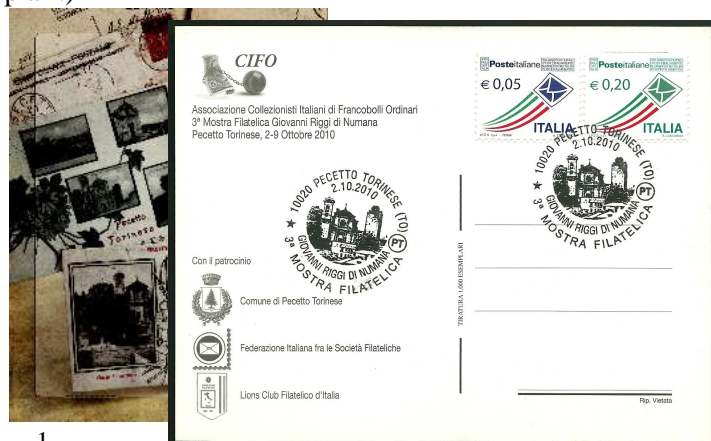 CIFO
Associazione Collezionisti Italiani di Francobolli Ordinari
3ª Mostra Filatelica Giovanni Riggi di Numana
Pecetto Torinese, 2-9 Ottobre 2010
Posteitaliane
€ 0,05
ITALIA
Posteitaliane
€ 0,20
ITALIA
10020 PECETTO TORINESE (TO)
2.10.2010
PT
GIOVANNI RIGGI DI NUMANA
3ª MOSTRA FILATELICA
10020 PECETTO TORINESE (TO)
2.10.2010
PT
GIOVANNI RIGGI DI NUMANA
3ª MOSTRA FILATELICA
Con il patrocinio
Comune di Pecetto Torinese
Federazione Italiana fra le Società Filateliche
Lions Club Filatelico d'Italia
TIRATURA 1.000 ESEMPLARI
Rip. Vietata
Pecetto
Torinese